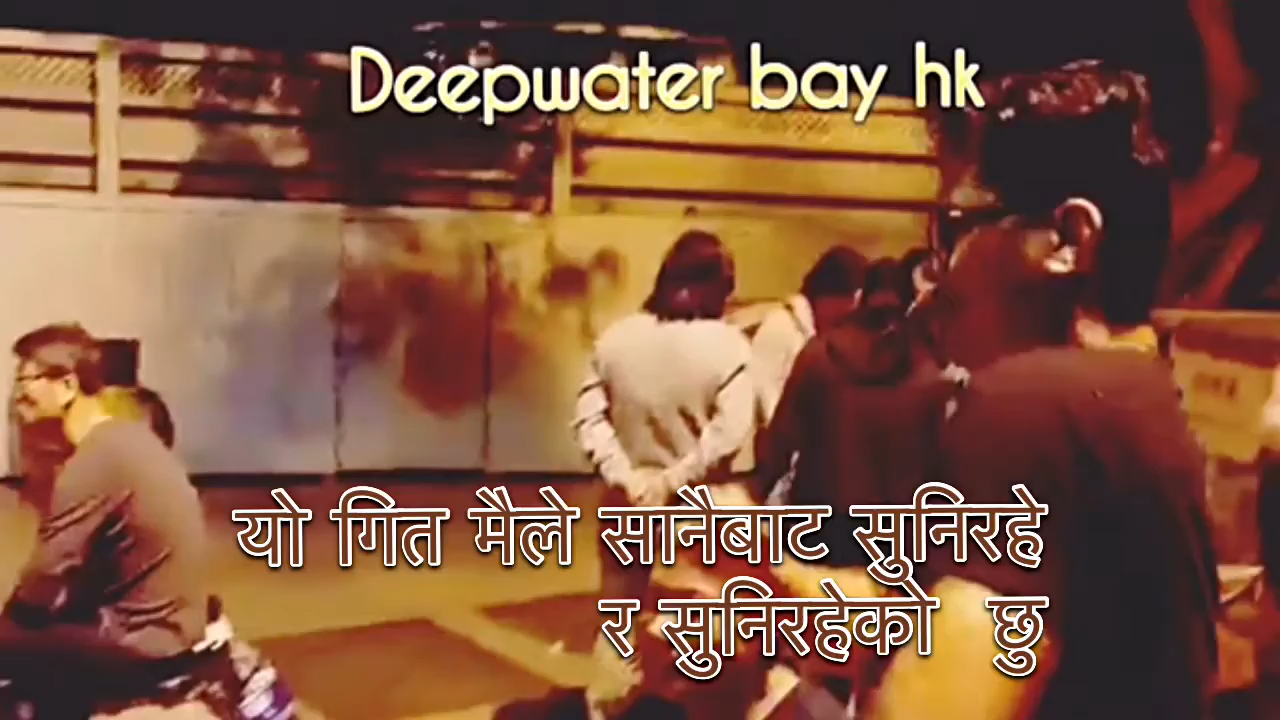 Deepwater bay hk
यो गित मैले सानैबाट सुनिरहे
र सुनिरहेको छु